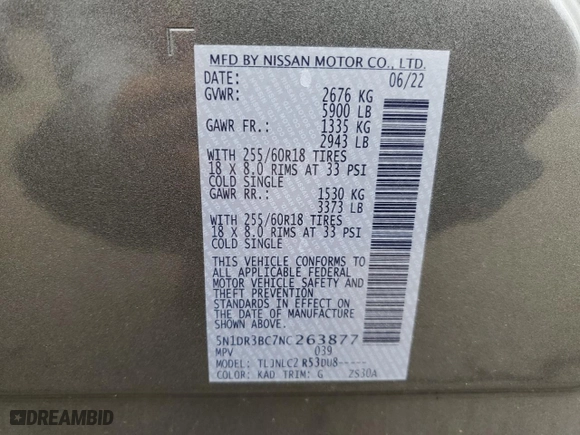 MFD BY NISSAN MOTOR CO., LTD.
DATE: 06/22
GVWR: 2676 KG
5900 LB
GAWR FR.: 1335 KG
2943 LB
WITH 255/60R18 TIRES
18 X 8.0 RIMS AT 33 PSI
COLD SINGLE
GAWR RR.: 1530 KG
3373 LB
WITH 255/60R18 TIRES
18 X 8.0 RIMS AT 33 PSI
COLD SINGLE
THIS VEHICLE CONFORMS TO
ALL APPLICABLE FEDERAL
MOTOR VEHICLE SAFETY AND
THEFT PREVENTION
STANDARDS IN EFFECT ON
THE DATE OF MANUFACTURE
SHOWN ABOVE.
5N1DR3BC7NC263877
MPV 039
MODEL: R53DU8-----
COLOR: KAD TRIM: G ZS30A
DREAMBID